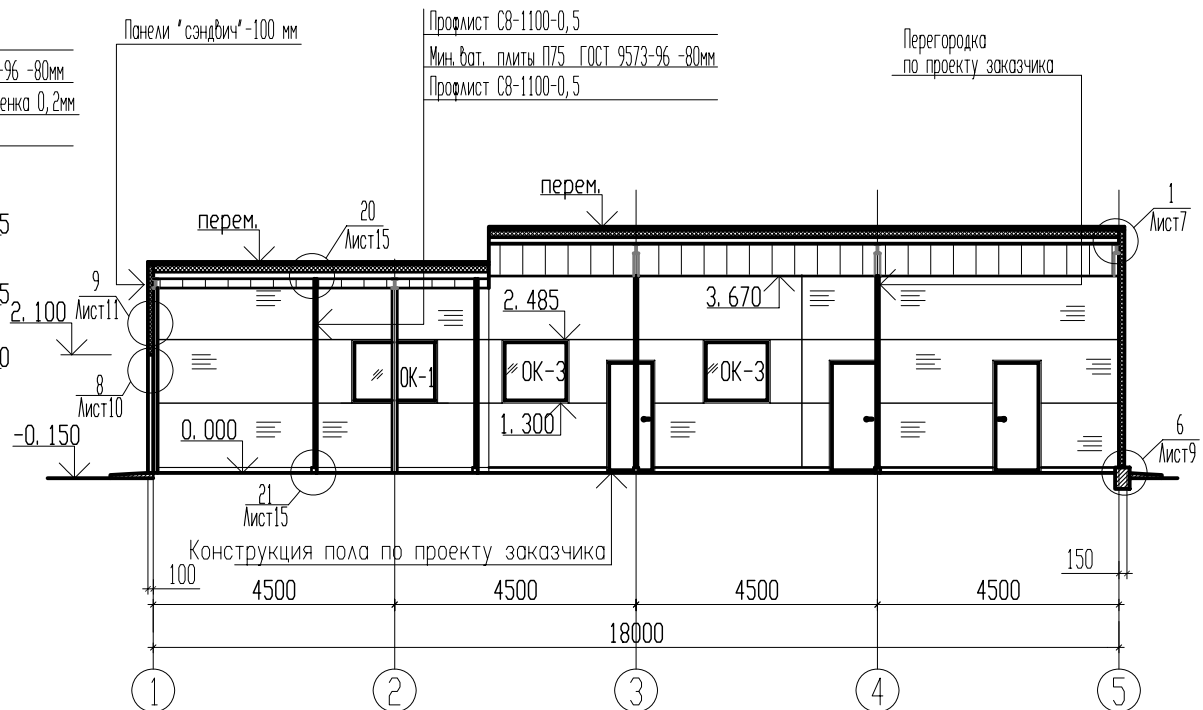 Панели "сэндвич"-100 мм
-96 -80мм
енка 0,2мм
Профлист С8-1100-0,5
Мин.ват. плиты П75 ГОСТ 9573-96 -80мм
Профлист С8-1100-0,5
Перегородка
по проекту заказчика
1
Лист7
перем.
перем.
20
Лист15
5
5
0
9
Лист11
2.100
8
Лист10
-0.150
0.000
2.485
3.670
1.300
ОК-1
ОК-3
ОК-3
6
Лист9
21
Лист15
Конструкция пола по проекту заказчика
100
150
4500
4500
4500
4500
18000
1
2
3
4
5